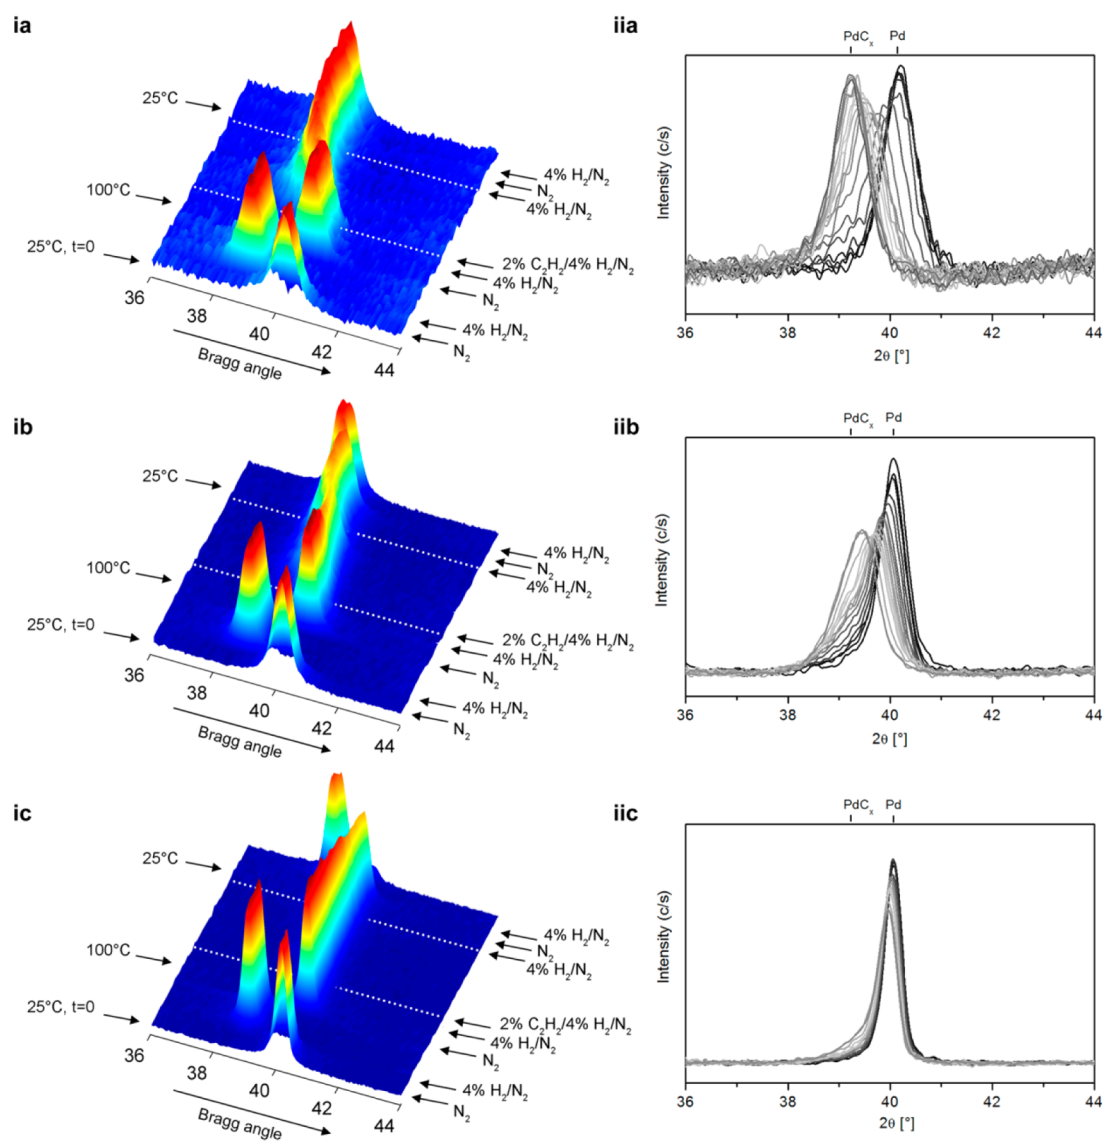 ia
25°C
100°C
25°C, t=0
36
38
40
42
44
Bragg angle
4% H₂/N₂
N₂
4% H₂/N₂
2% C₂H₂/4% H₂/N₂
4% H₂/N₂
N₂
4% H₂/N₂
N₂
iia
PdCₓ Pd
Intensity (c/s)
36 38 40 42 44
2θ [°]
ib
25°C
100°C
25°C, t=0
36
38
40
42
44
Bragg angle
4% H₂/N₂
N₂
4% H₂/N₂
2% C₂H₂/4% H₂/N₂
4% H₂/N₂
N₂
4% H₂/N₂
N₂
iib
PdCₓ Pd
Intensity (c/s)
36 38 40 42 44
2θ [°]
ic
25°C
100°C
25°C, t=0
36
38
40
42
44
Bragg angle
4% H₂/N₂
N₂
4% H₂/N₂
2% C₂H₂/4% H₂/N₂
4% H₂/N₂
N₂
4% H₂/N₂
N₂
iic
PdCₓ Pd
Intensity (c/s)
36 38 40 42 44
2θ [°]